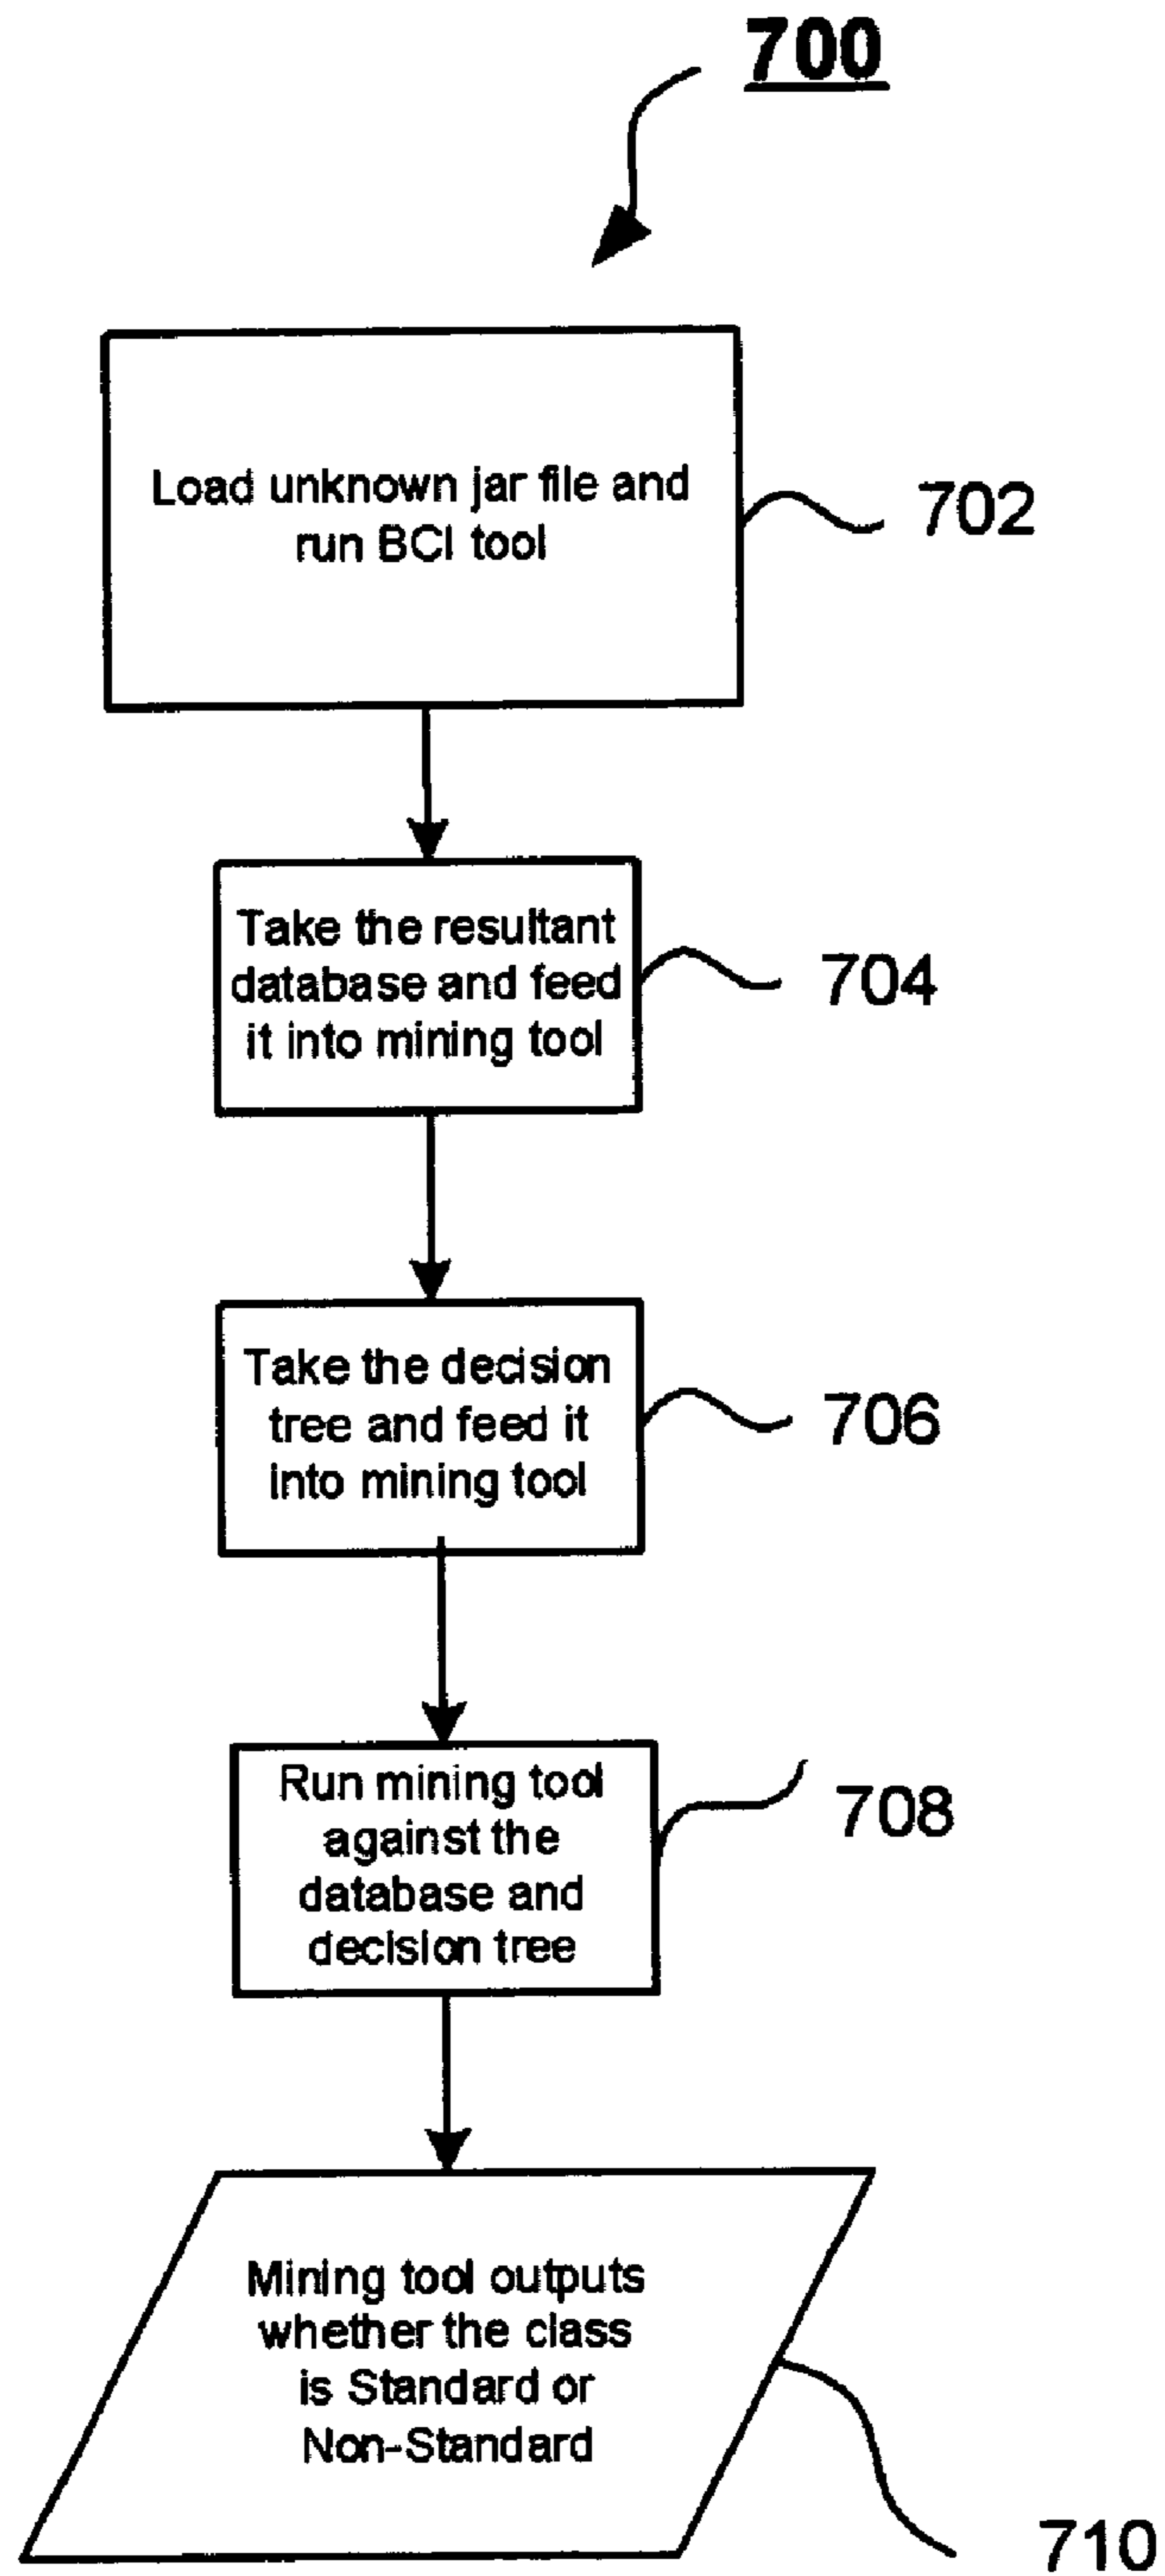 700
Load unknown jar file and
run BCI tool
702
Take the resultant
database and feed
it into mining tool
704
Take the decision
tree and feed it
into mining tool
706
Run mining tool
against the
database and
decision tree
708
Mining tool outputs
whether the class
is Standard or
Non-Standard
710